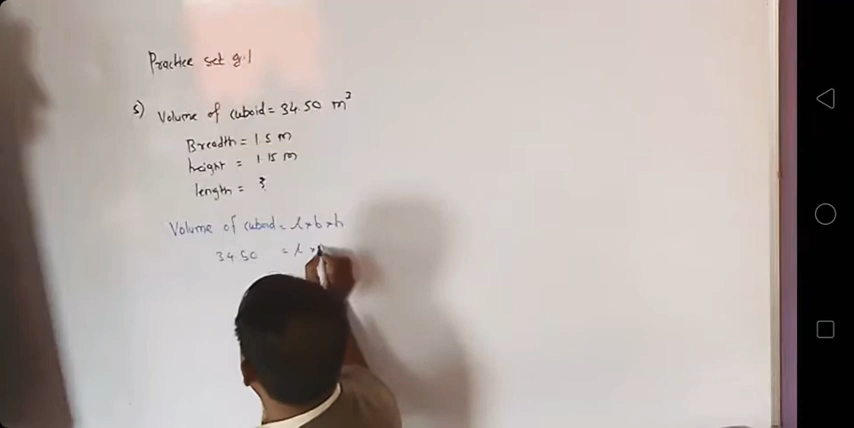 Practice set 9.1
5) Volume of cuboid = 34.50 m³
Breadth = 1.5 m
height = 1.15 m
length = ?
Volume of cuboid = l × b × h
34.50 = l ×